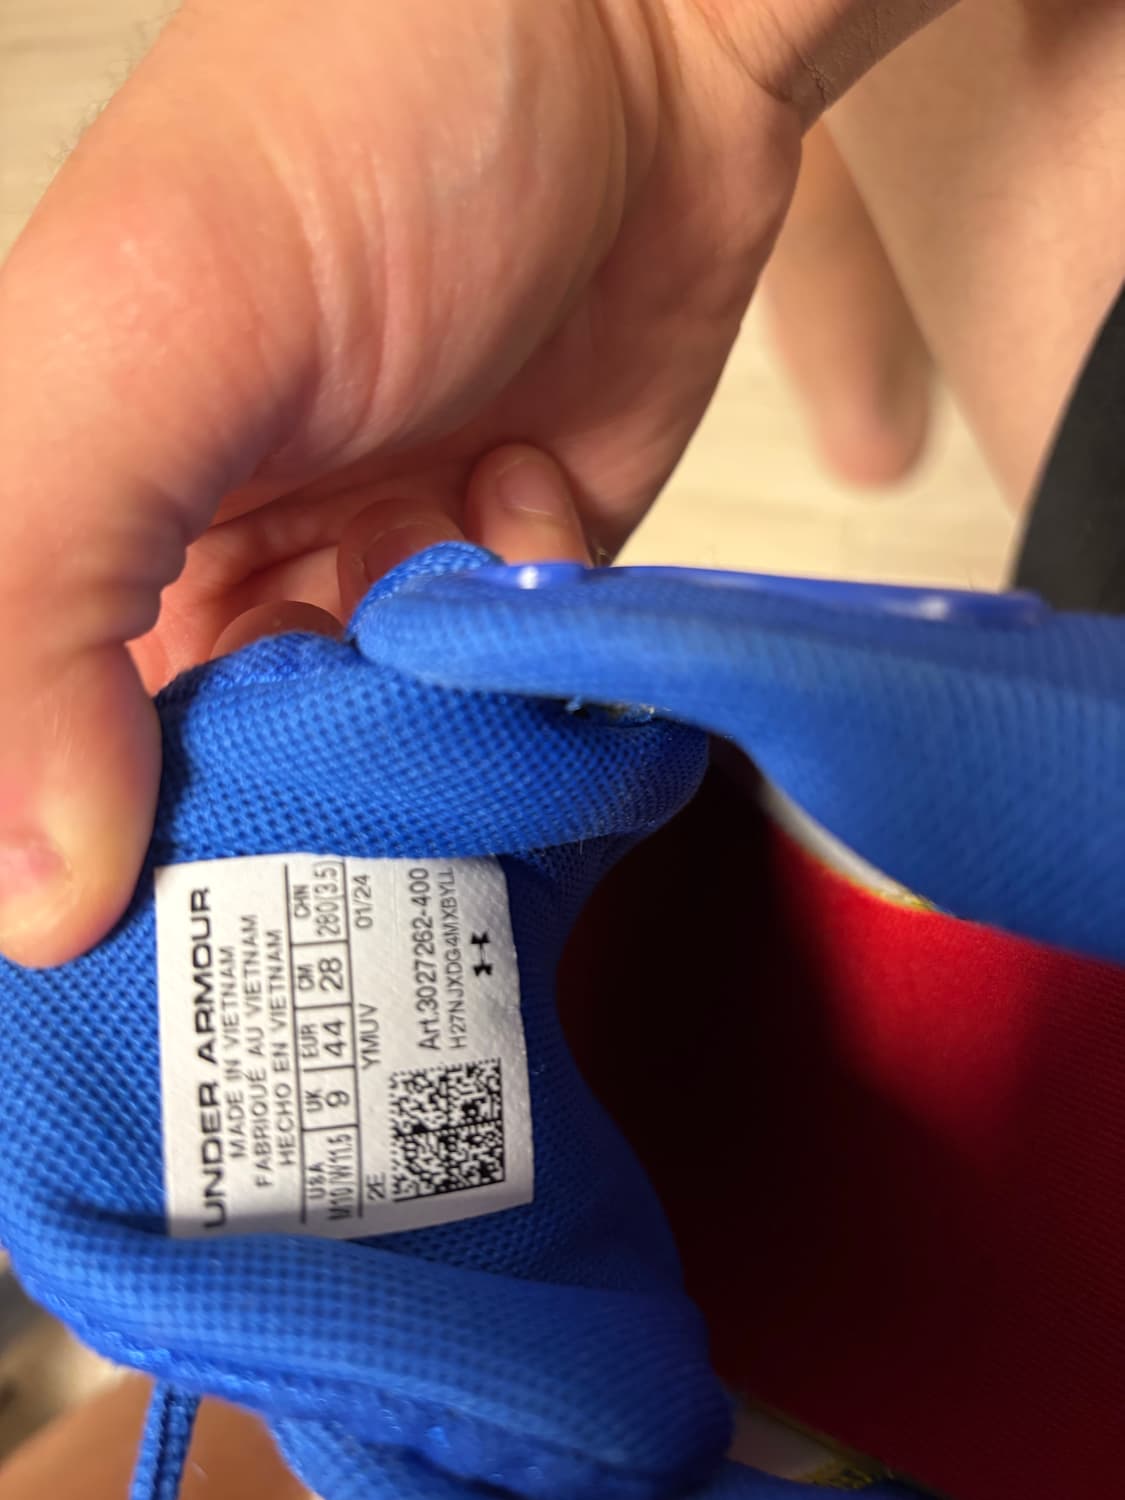 UNDER ARMOUR
MADE IN VIETNAM
FABRIQUÉ AU VIETNAM
HECHO EN VIETNAM
USA UK EUR CM CHN
M10/W11.5 9 44 28 280(3.5)
2E YMUV 01/24
Art.3027262-400
H27NJXDG4MXBYLL